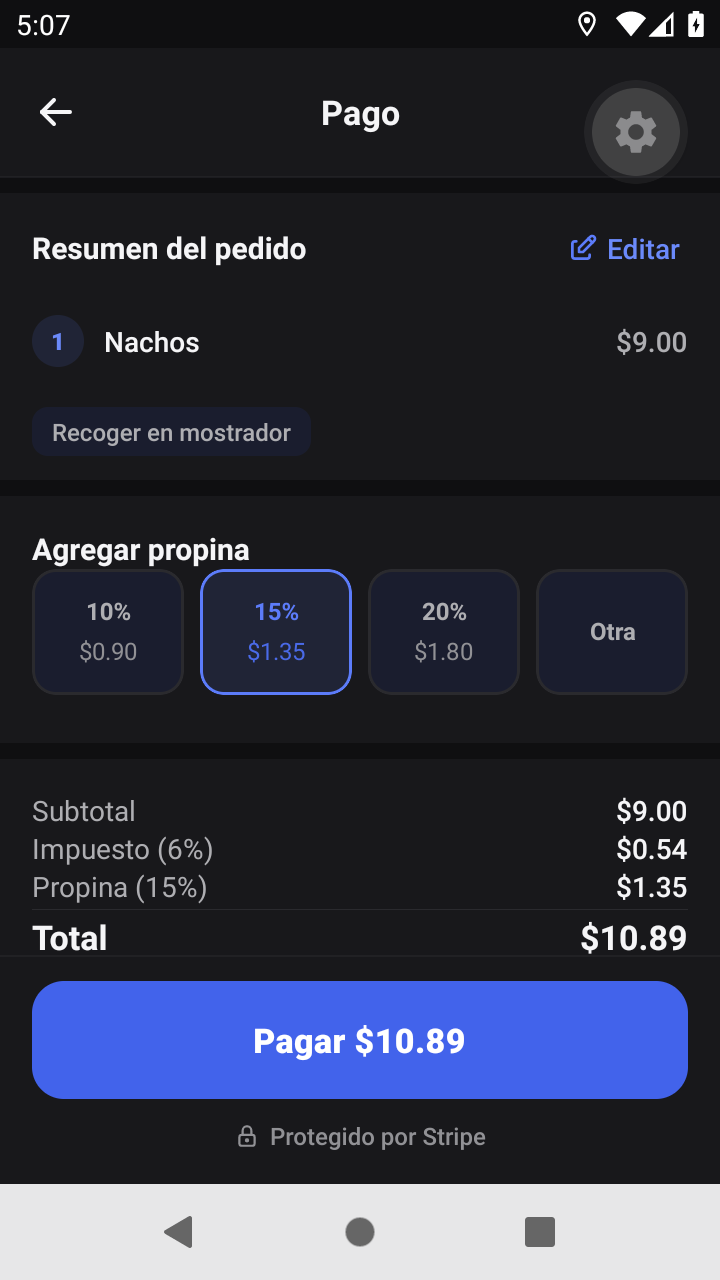 5:07
Pago
Resumen del pedido
Editar
1 Nachos $9.00
Recoger en mostrador
Agregar propina
10% 15% 20% Otra
$0.90 $1.35 $1.80
Subtotal $9.00
Impuesto (6%) $0.54
Propina (15%) $1.35
Total $10.89
Pagar $10.89
Protegido por Stripe